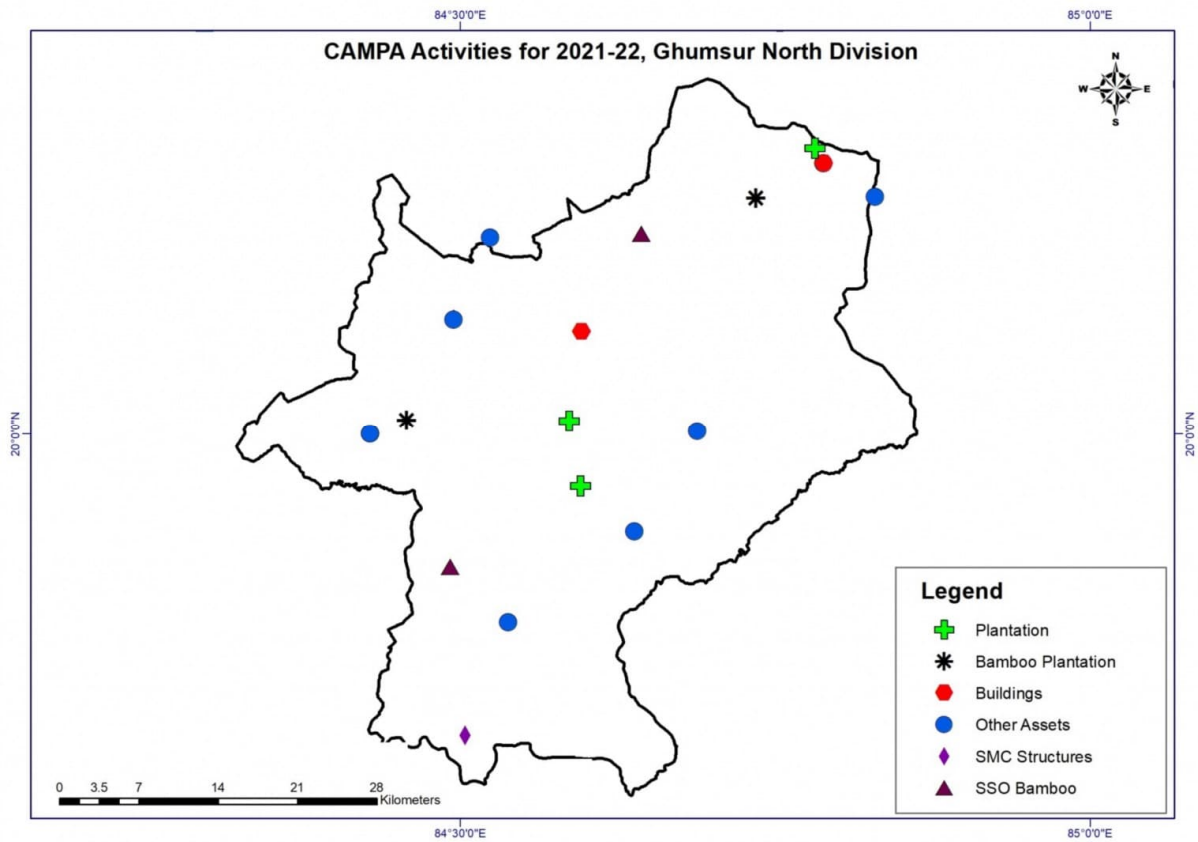 84°30'0"E
85°0'0"E
CAMPA Activities for 2021-22, Ghumsur North Division
N
W
E
S
20°0'0"N
20°0'0"N
Legend
Plantation
Bamboo Plantation
Buildings
Other Assets
SMC Structures
SSO Bamboo
0 3.5 7 14 21 28
Kilometers
84°30'0"E
85°0'0"E